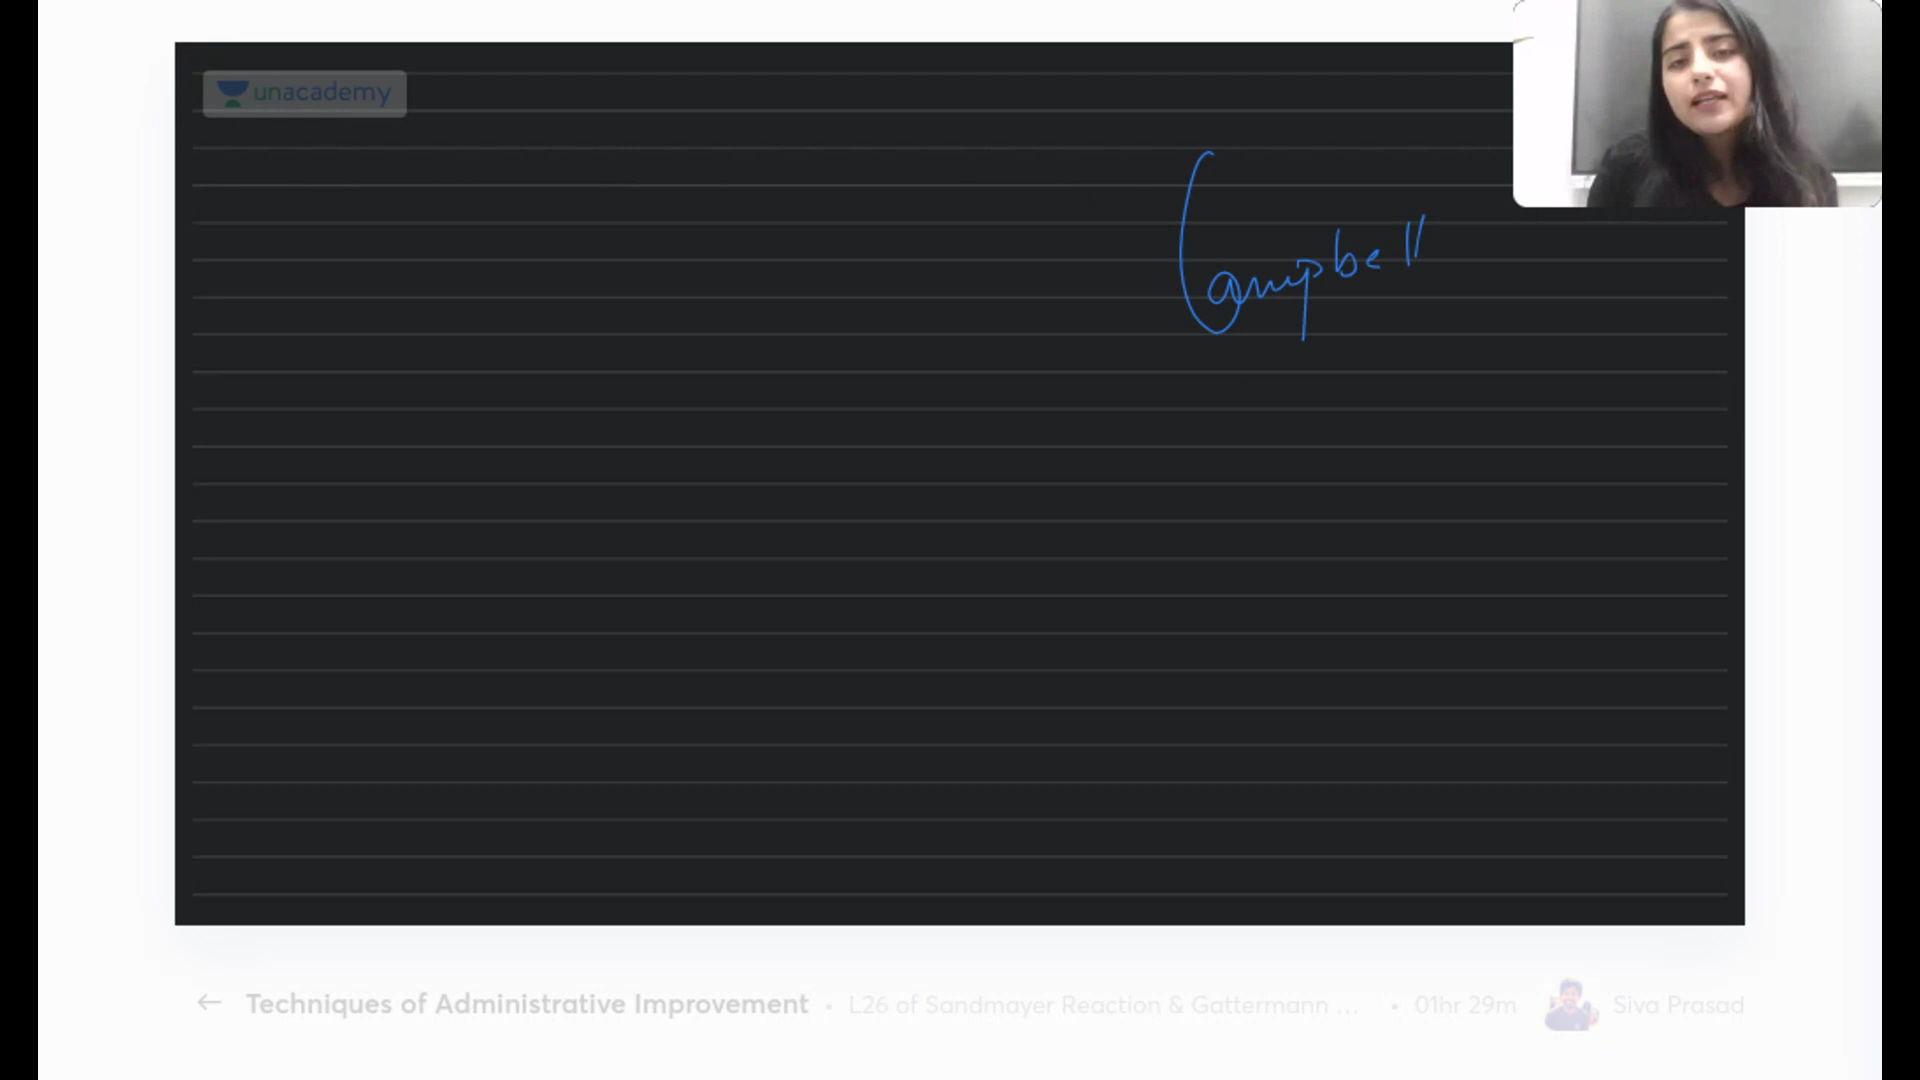 unacademy
Campbell
← Techniques of Administrative Improvement • L26 of Sandmayer Reaction & Gattermann ... • 01hr 29m Siva Prasad